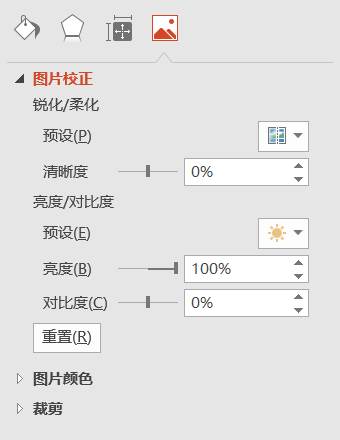 图片校正
锐化/柔化
预设(P)
清晰度 0%
亮度/对比度
预设(E)
亮度(B) 100%
对比度(C) 0%
重置(R)
图片颜色
裁剪